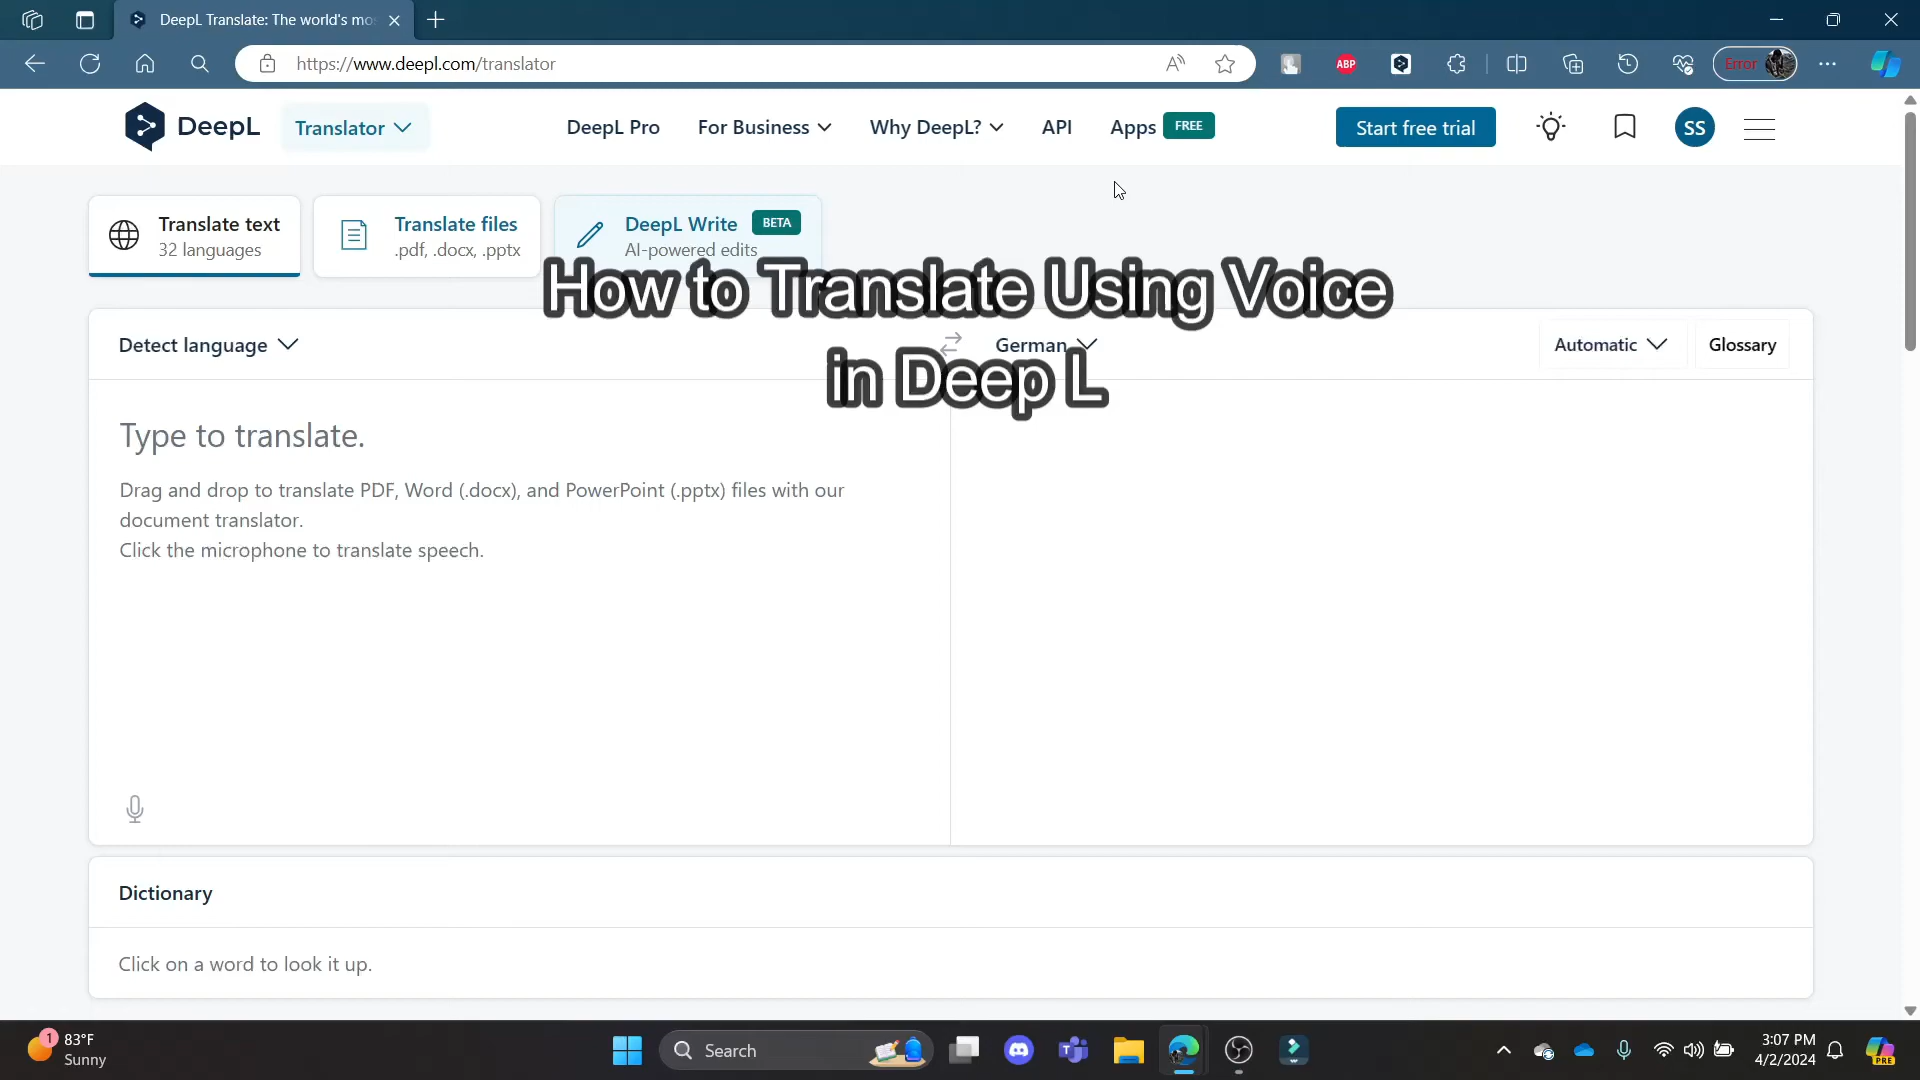 DeepL Translate: The world's mo
https://www.deepl.com/translator
ABP
Error
DeepL
Translator
DeepL Pro
For Business
Why DeepL?
API
Apps FREE
Start free trial
SS
Translate text
32 languages
Translate files
.pdf, .docx, .pptx
DeepL Write BETA
AI-powered edits
How to Translate Using Voice
in Deep L
Detect language
German
Automatic
Glossary
Type to translate.
Drag and drop to translate PDF, Word (.docx), and PowerPoint (.pptx) files with our
document translator.
Click the microphone to translate speech.
Dictionary
Click on a word to look it up.
1
83°F
Sunny
Search
3:07 PM
4/2/2024
PRE